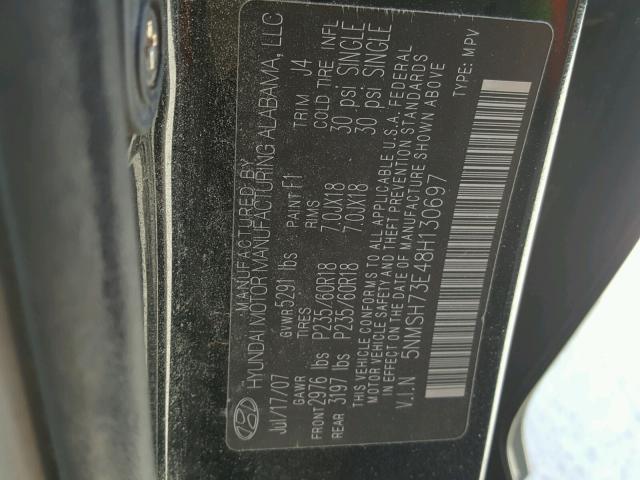 MANUFACTURED BY
HYUNDAI MOTOR MANUFACTURING ALABAMA, LLC
Jul/17/07 GVWR 5291 lbs PAINT F1 TRIM J4
GAWR TIRES RIMS COLD TIRE INFL
FRONT 2976 lbs P235/60R18 7.0JX18 30 psi SINGLE
REAR 3197 lbs P235/60R18 7.0JX18 30 psi SINGLE
THIS VEHICLE CONFORMS TO ALL APPLICABLE U.S.A. FEDERAL
MOTOR VEHICLE SAFETY AND THEFT PREVENTION STANDARDS
IN EFFECT ON THE DATE OF MANUFACTURE SHOWN ABOVE
V.I.N 5NMSH73E48H130697 TYPE: MPV